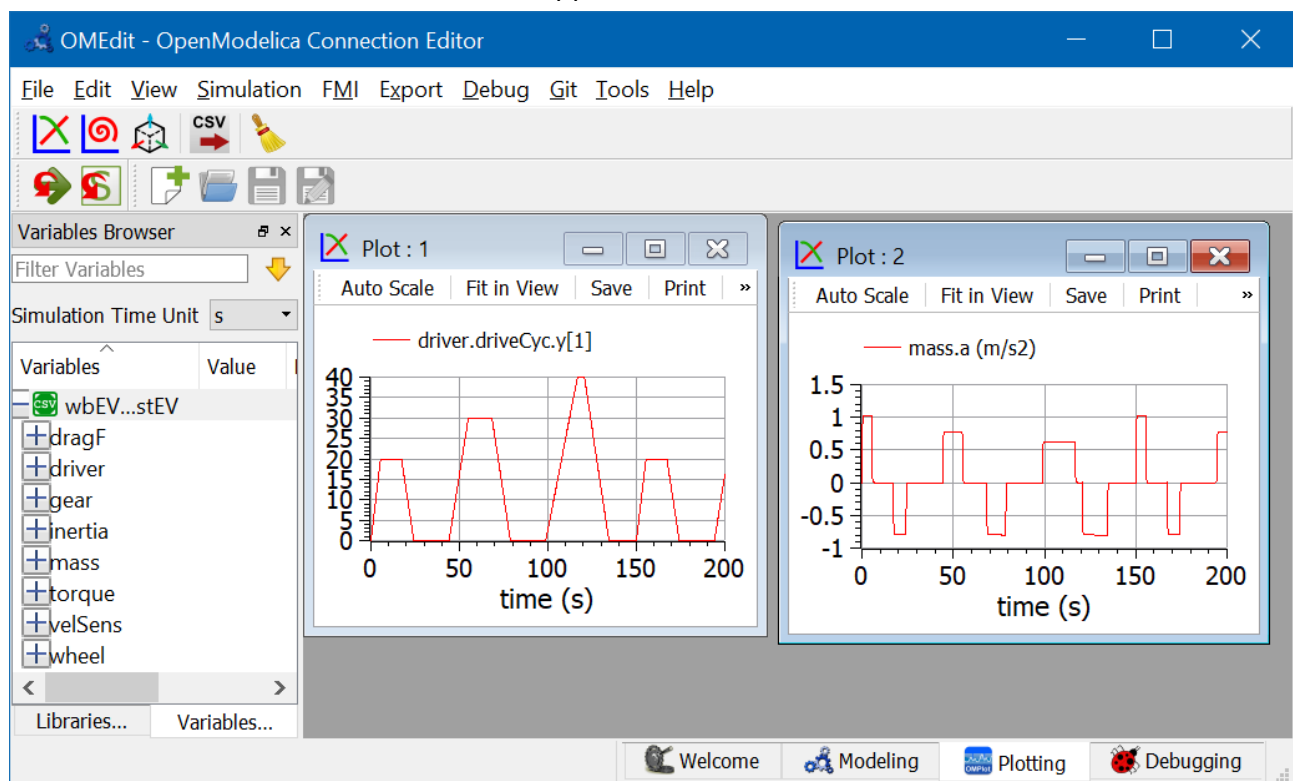 OMEdit - OpenModelica Connection Editor
File Edit View Simulation FMI Export Debug Git Tools Help
CSV
Variables Browser
Filter Variables
Simulation Time Unit s
Variables Value
csv wbEV...stEV
dragF
driver
gear
inertia
mass
torque
velSens
wheel
Libraries... Variables...
Plot : 1
Auto Scale Fit in View Save Print »
driver.driveCyc.y[1]
40
35
30
25
20
15
10
5
0
0 50 100 150 200
time (s)
Plot : 2
Auto Scale Fit in View Save Print »
mass.a (m/s2)
1.5
1
0.5
0
-0.5
-1
0 50 100 150 200
time (s)
Welcome Modeling OMPlot Plotting Debugging